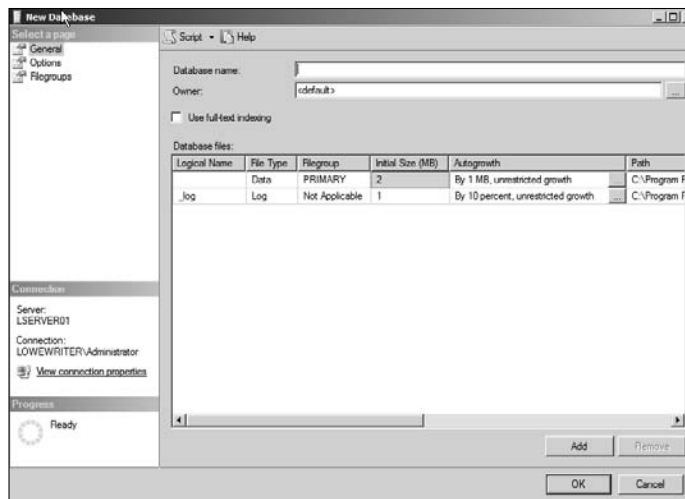 New Database
Select a page
General
Options
Filegroups
Script Help
Database name:
Owner: <default> ...
Use full-text indexing
Database files:
Logical Name File Type Filegroup Initial Size (MB) Autogrowth Path
Data PRIMARY 2 By 1 MB, unrestricted growth ... C:\Program F
_log Log Not Applicable 1 By 10 percent, unrestricted growth ... C:\Program F
Connection
Server:
LSERVER01
Connection:
LOWEWRITER\Administrator
View connection properties
Progress
Ready
Add Remove
OK Cancel